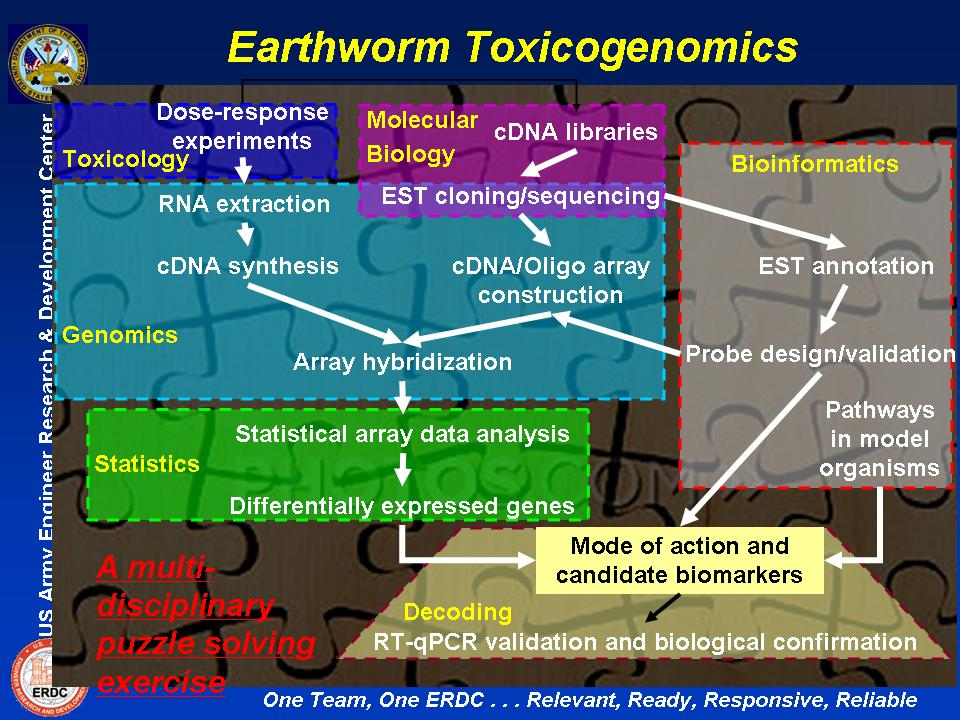 Earthworm Toxicogenomics
US Army Engineer Research & Development Center
Dose-response
experiments
Toxicology
Molecular
Biology
cDNA libraries
EST cloning/sequencing
Bioinformatics
RNA extraction
cDNA synthesis
cDNA/Oligo array
construction
EST annotation
Genomics
Array hybridization
Probe design/validation
Pathways
in model
organisms
Statistical array data analysis
Statistics
Differentially expressed genes
Mode of action and
candidate biomarkers
Decoding
RT-qPCR validation and biological confirmation
A multi-
disciplinary
puzzle solving
exercise
ERDC
One Team, One ERDC . . . Relevant, Ready, Responsive, Reliable